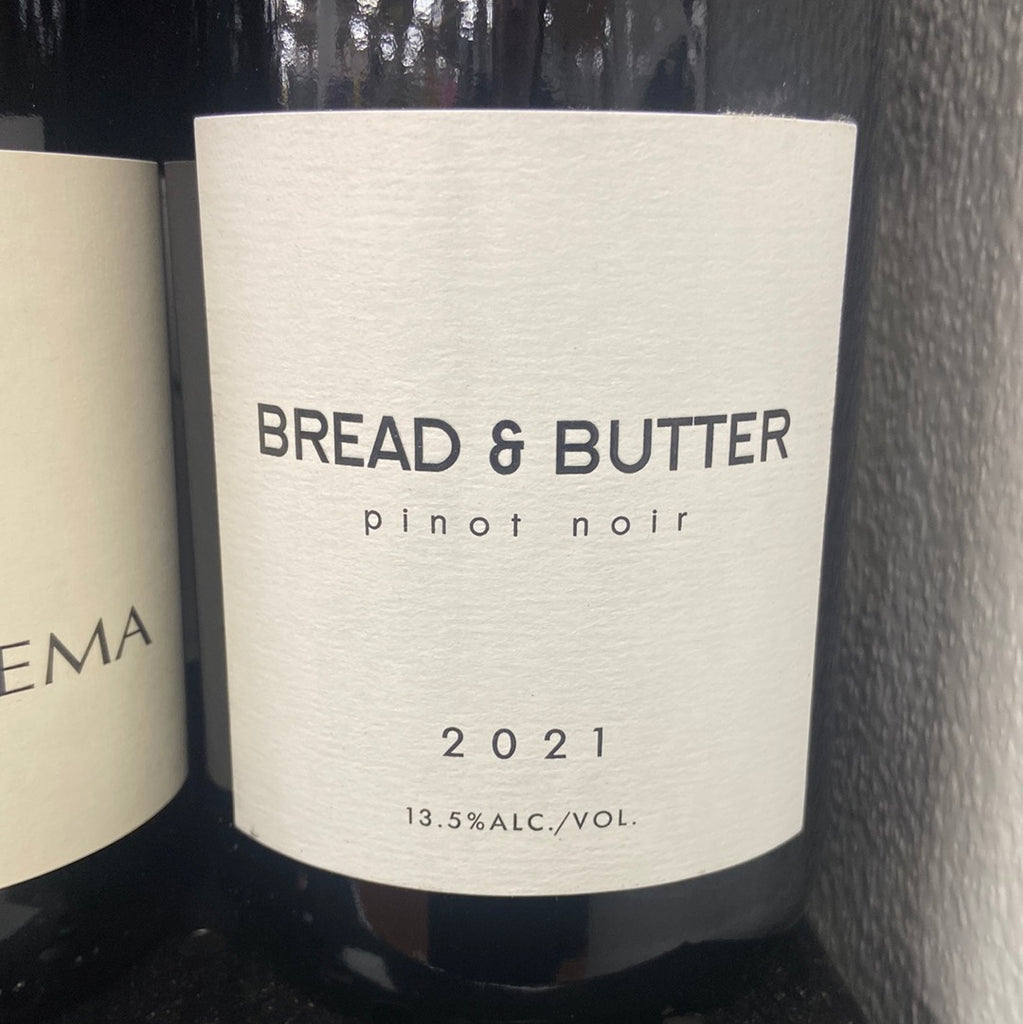 BREAD & BUTTER
pinot noir
2021
13.5%ALC./VOL.
EMA